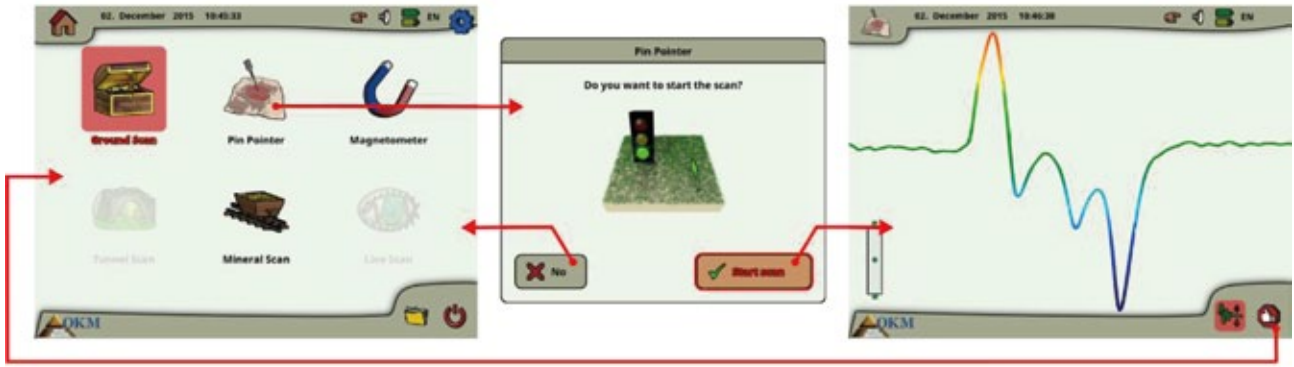 02. December 2015 10:45:33
EN
Ground Scan
Pin Pointer
Magnetometer
Tunnel Scan
Mineral Scan
Live Scan
OKM
Pin Pointer
Do you want to start the scan?
No
Start scan
02. December 2015 10:46:30
EN
OKM